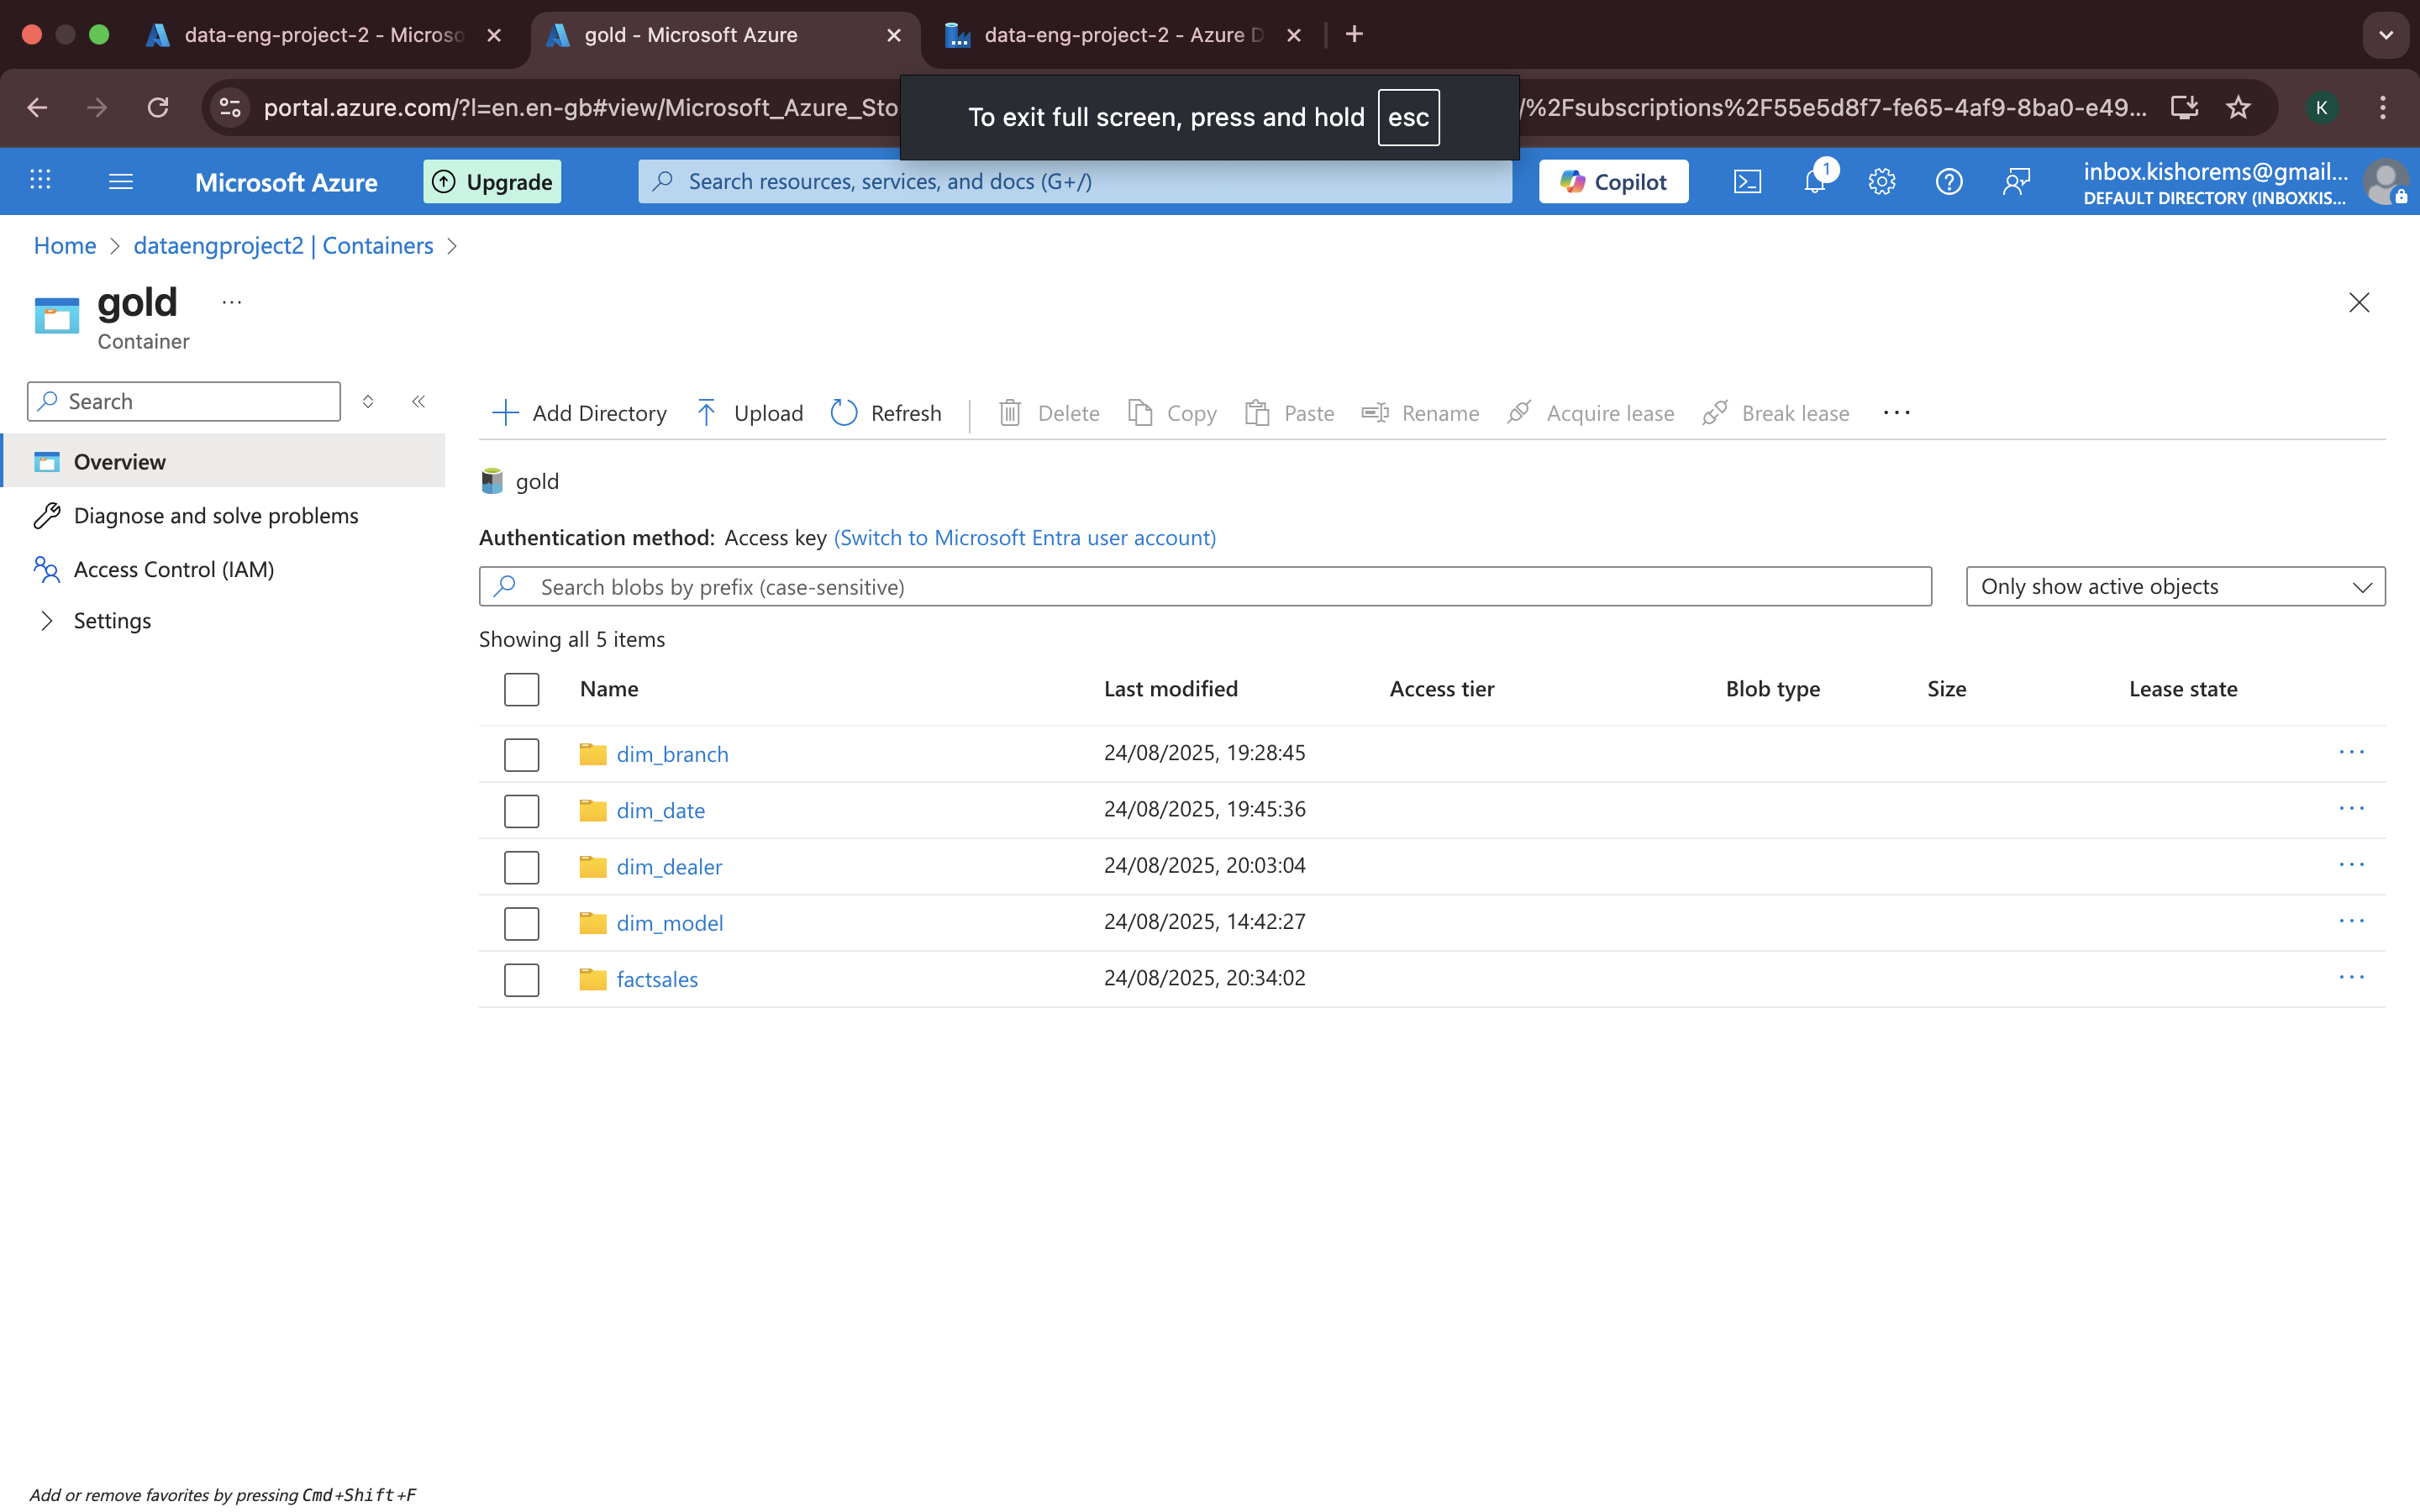 data-eng-project-2 - Microso
gold - Microsoft Azure
data-eng-project-2 - Azure D
portal.azure.com/?l=en.en-gb#view/Microsoft_Azure_Sto
/%2Fsubscriptions%2F55e5d8f7-fe65-4af9-8ba0-e49...
K
To exit full screen, press and hold esc
Microsoft Azure
Upgrade
Search resources, services, and docs (G+/)
Copilot
1
inbox.kishorems@gmail...
DEFAULT DIRECTORY (INBOXKIS...
Home > dataengproject2 | Containers >
gold ...
Container
Search
Overview
Diagnose and solve problems
Access Control (IAM)
Settings
Add Directory Upload Refresh Delete Copy Paste Rename Acquire lease Break lease ...
gold
Authentication method: Access key (Switch to Microsoft Entra user account)
Search blobs by prefix (case-sensitive)
Only show active objects
Showing all 5 items
Name Last modified Access tier Blob type Size Lease state
dim_branch 24/08/2025, 19:28:45 ...
dim_date 24/08/2025, 19:45:36 ...
dim_dealer 24/08/2025, 20:03:04 ...
dim_model 24/08/2025, 14:42:27 ...
factsales 24/08/2025, 20:34:02 ...
Add or remove favorites by pressing Cmd+Shift+F